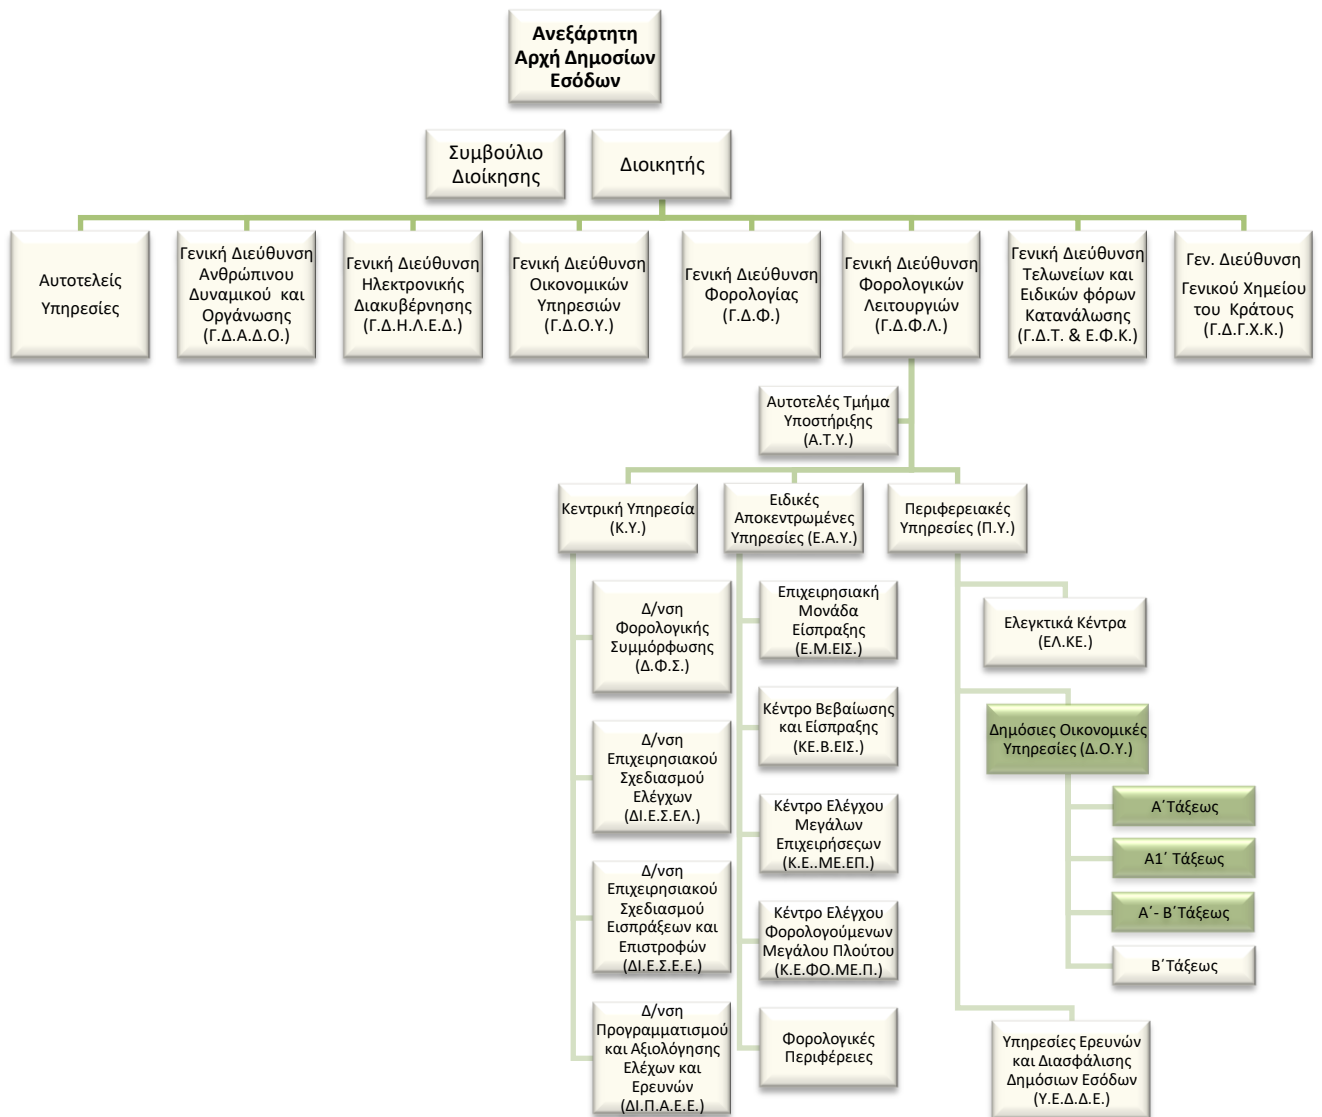 Ανεξάρτητη
Αρχή Δημοσίων
Εσόδων
Συμβούλιο
Διοίκησης
Διοικητής
Αυτοτελείς
Υπηρεσίες
Γενική Διεύθυνση
Ανθρώπινου
Δυναμικού και
Οργάνωσης
(Γ.Δ.Α.Δ.Ο.)
Γενική Διεύθυνση
Ηλεκτρονικής
Διακυβέρνησης
(Γ.Δ.Η.Λ.Ε.Δ.)
Γενική Διεύθυνση
Οικονομικών
Υπηρεσιών
(Γ.Δ.Ο.Υ.)
Γενική Διεύθυνση
Φορολογίας
(Γ.Δ.Φ.)
Γενική Διεύθυνση
Φορολογικών
Λειτουργιών
(Γ.Δ.Φ.Λ.)
Γενική Διεύθυνση
Τελωνείων και
Ειδικών φόρων
Κατανάλωσης
(Γ.Δ.Τ. & Ε.Φ.Κ.)
Γεν. Διεύθυνση
Γενικού Χημείου
του Κράτους
(Γ.Δ.Γ.Χ.Κ.)
Αυτοτελές Τμήμα
Υποστήριξης
(Α.Τ.Υ.)
Κεντρική Υπηρεσία
(Κ.Υ.)
Ειδικές
Αποκεντρωμένες
Υπηρεσίες (Ε.Α.Υ.)
Περιφερειακές
Υπηρεσίες (Π.Υ.)
Δ/νση
Φορολογικής
Συμμόρφωσης
(Δ.Φ.Σ.)
Δ/νση
Επιχειρησιακού
Σχεδιασμού
Ελέγχων
(ΔΙ.Ε.Σ.ΕΛ.)
Δ/νση
Επιχειρησιακού
Σχεδιασμού
Εισπράξεων και
Επιστροφών
(ΔΙ.Ε.Σ.Ε.Ε.)
Δ/νση
Προγραμματισμού
και Αξιολόγησης
Ελέχων και
Ερευνών
(ΔΙ.Π.Α.Ε.Ε.)
Επιχειρησιακή
Μονάδα
Είσπραξης
(Ε.Μ.ΕΙΣ.)
Κέντρο Βεβαίωσης
και Είσπραξης
(ΚΕ.Β.ΕΙΣ.)
Κέντρο Ελέγχου
Μεγάλων
Επιχειρήσεςων
(Κ.Ε..ΜΕ.ΕΠ.)
Κέντρο Ελέγχου
Φορολογούμενων
Μεγάλου Πλούτου
(Κ.Ε.ΦΟ.ΜΕ.Π.)
Φορολογικές
Περιφέρειες
Ελεγκτικά Κέντρα
(ΕΛ.ΚΕ.)
Δημόσιες Οικονομικές
Υπηρεσίες (Δ.Ο.Υ.)
Α΄Τάξεως
Α1΄ Τάξεως
Α΄- Β΄Τάξεως
Β΄Τάξεως
Υπηρεσίες Ερευνών
και Διασφάλισης
Δημόσιων Εσόδων
(Υ.Ε.Δ.Δ.Ε.)